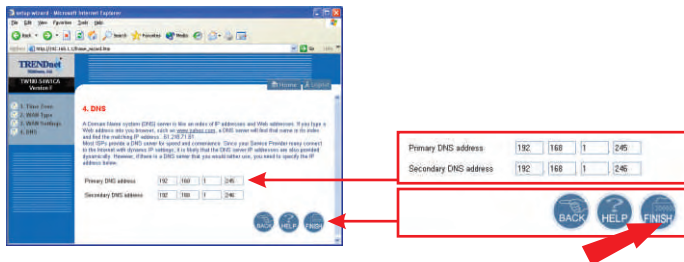 setup wizard - Microsoft Internet Explorer
File Edit View Favorites Tools Help
Back Search Favorites Media
Go Links
TRENDnet
TW100-S4W1CA
Version F
Home Logout
1. Time Zone
2. WAN Type
3. WAN Settings
4. DNS
4. DNS
A Domain Name system (DNS) server is like an index of IP addresses and Web addresses. If you type a
Web address into you browser, such as www.yahoo.com, a DNS server will find that name in its index
and find the matching IP address:
Most ISPs provide a DNS server for speed and convenience. Since your Service Provider many connect
to the Internet with dynamic IP settings, it is likely that the DNS server IP addresses are also provided
dynamically. However, if there is a DNS server that you would rather use, you need to specify the IP
address below.
Primary DNS address 192 .168 .1 .245
Secondary DNS address 192 .168 .1 .246
BACK HELP FINISH
Primary DNS address 192 .168 .1 .245
Secondary DNS address 192 .168 .1 .246
BACK HELP FINISH